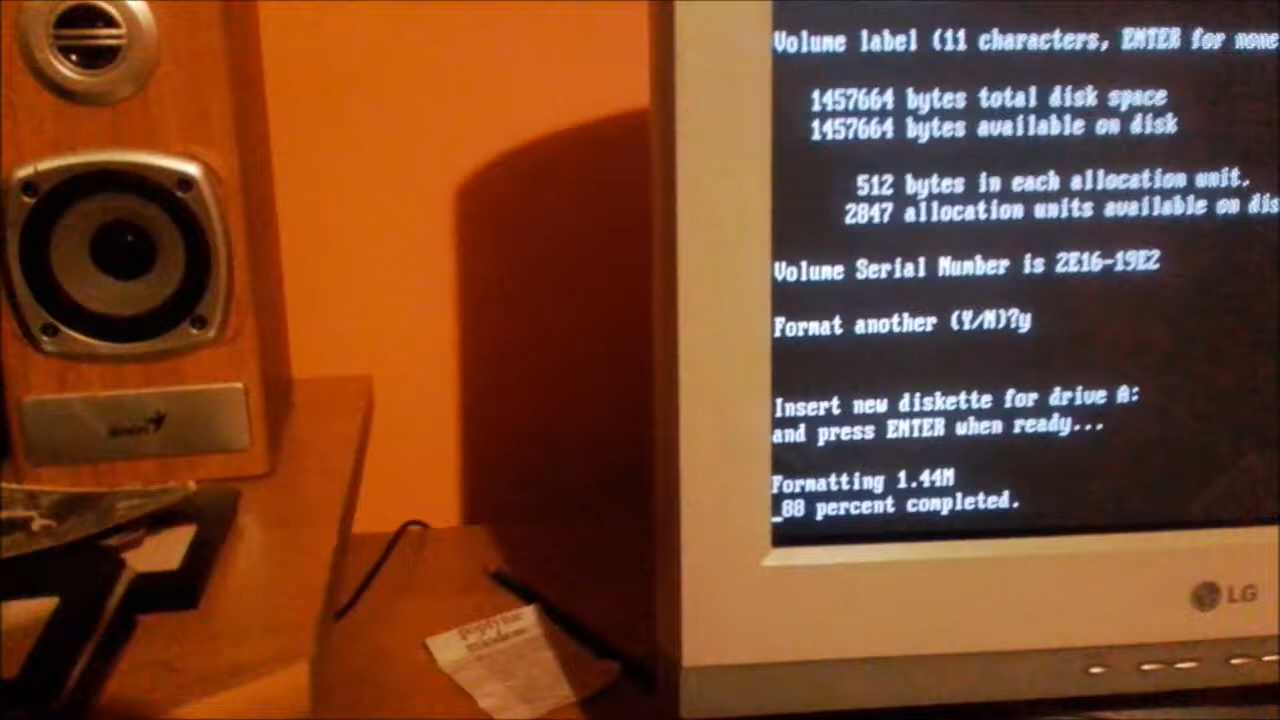 Volume label (11 characters, ENTER for none
1457664 bytes total disk space
1457664 bytes available on disk
512 bytes in each allocation unit.
2847 allocation units available on dis
Volume Serial Number is 2E16-19E2
Format another (Y/N)?y
Insert new diskette for drive A:
and press ENTER when ready...
Formatting 1.44M
_88 percent completed.
LG